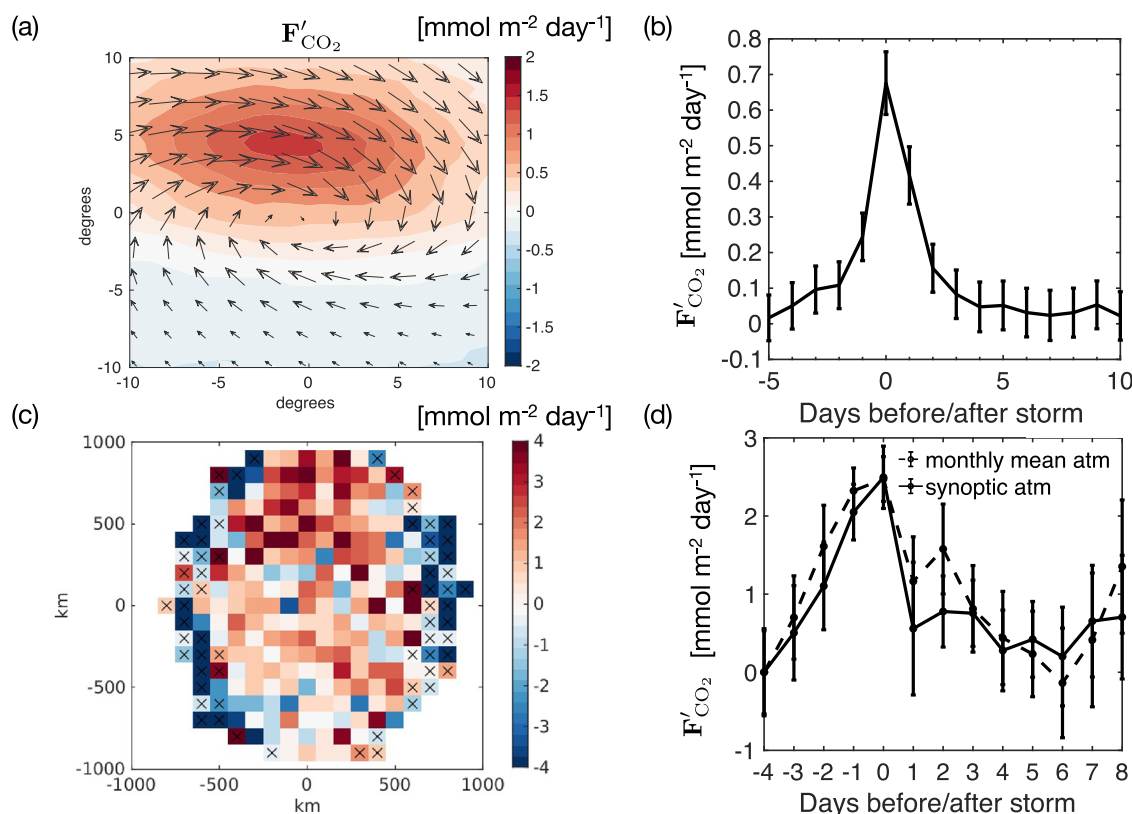 (a)
F′CO₂
[mmol m⁻² day⁻¹]
10
5
0
-5
-10
degrees
-10 -5 0 5 10
degrees
2
1.5
1
0.5
0
-0.5
-1
-1.5
-2
(b)
0.8
0.7
0.6
0.5
0.4
0.3
0.2
0.1
0
-0.1
F′CO₂ [mmol m⁻² day⁻¹]
-5 0 5 10
Days before/after storm
(c)
[mmol m⁻² day⁻¹]
1000
500
0
-500
-1000
km
-1000 -500 0 500 1000
km
4
3
2
1
0
-1
-2
-3
-4
(d)
3
2
1
0
-1
F′CO₂ [mmol m⁻² day⁻¹]
monthly mean atm
synoptic atm
-4 -3 -2 -1 0 1 2 3 4 5 6 7 8
Days before/after storm